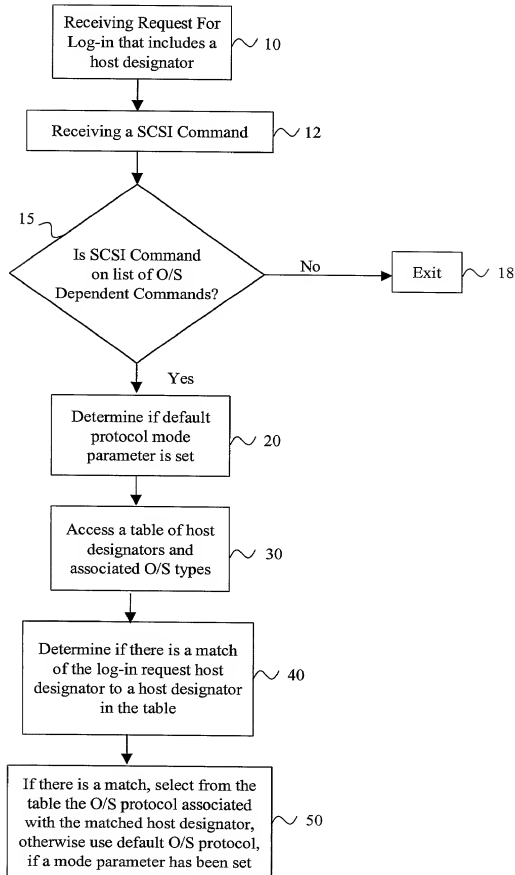 Receiving Request For
Log-in that includes a
host designator
10
Receiving a SCSI Command
12
15
Is SCSI Command
on list of O/S
Dependent Commands?
No
Exit
18
Yes
Determine if default
protocol mode
parameter is set
20
Access a table of host
designators and
associated O/S types
30
Determine if there is a match
of the log-in request host
designator to a host designator
in the table
40
If there is a match, select from the
table the O/S protocol associated
with the matched host designator,
otherwise use default O/S protocol,
if a mode parameter has been set
50